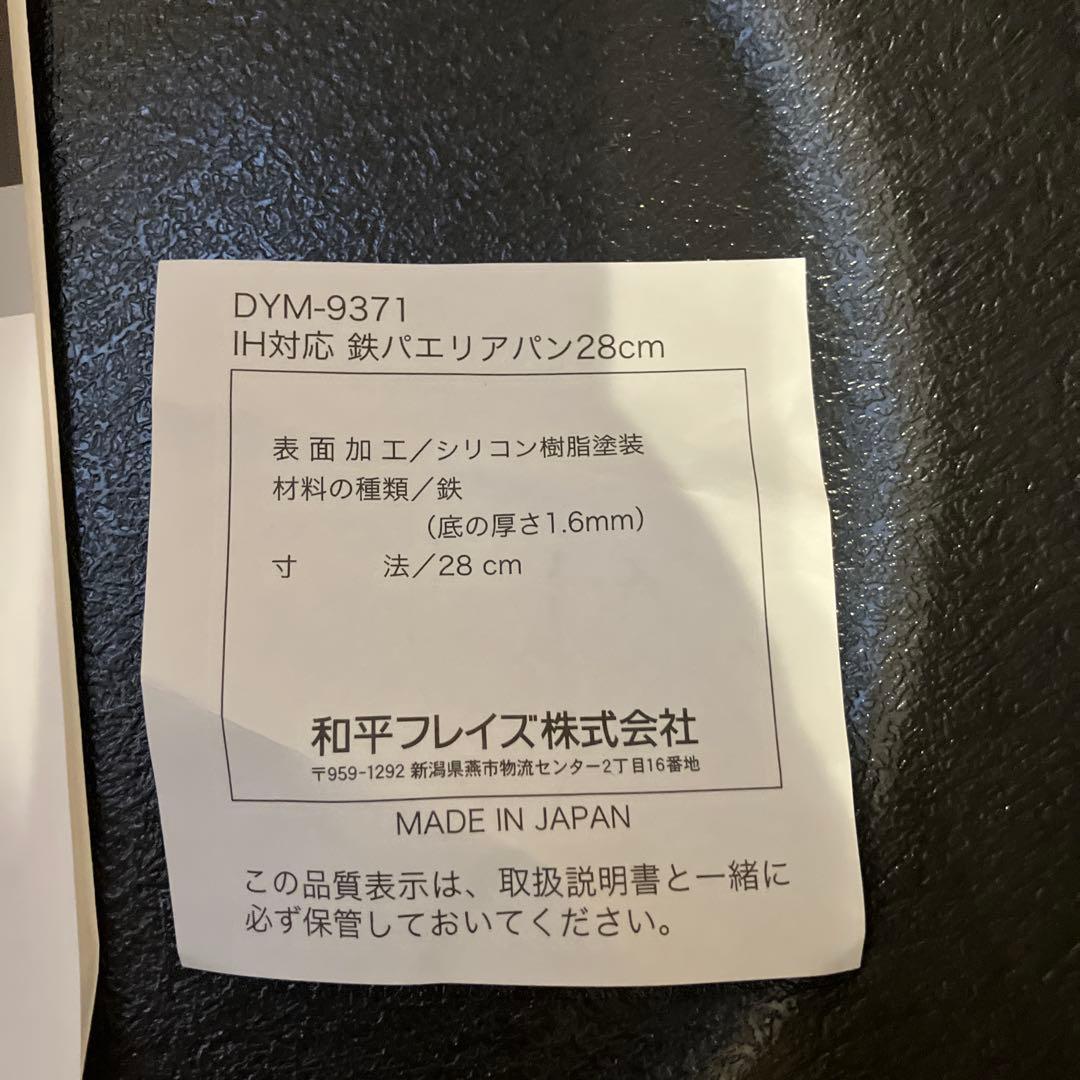 DYM-9371
IH対応 鉄パエリアパン28cm
表面加工／シリコン樹脂塗装
材料の種類／鉄
（底の厚さ1.6mm）
寸　　　法／28 cm
和平フレイズ株式会社
〒959-1292 新潟県燕市物流センター2丁目16番地
MADE IN JAPAN
この品質表示は、取扱説明書と一緒に
必ず保管しておいてください。